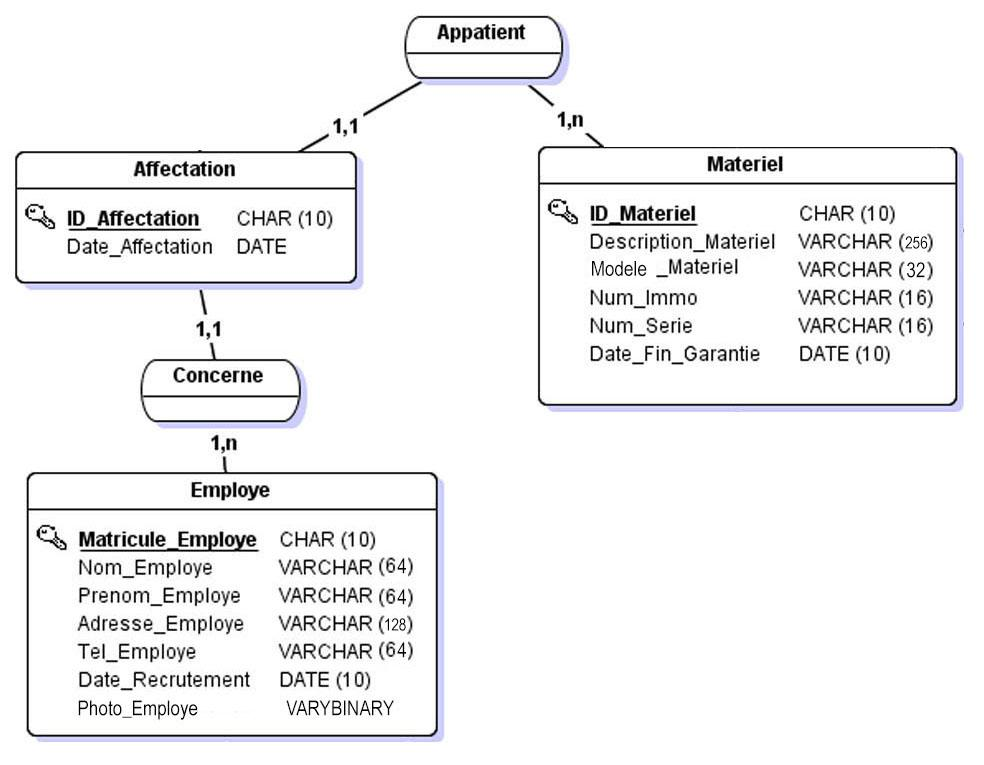 Appatient
1,1
1,n
Affectation
ID_Affectation CHAR (10)
Date_Affectation DATE
Materiel
ID_Materiel CHAR (10)
Description_Materiel VARCHAR (256)
Modele _Materiel VARCHAR (32)
Num_Immo VARCHAR (16)
Num_Serie VARCHAR (16)
Date_Fin_Garantie DATE (10)
1,1
Concerne
1,n
Employe
Matricule_Employe CHAR (10)
Nom_Employe VARCHAR (64)
Prenom_Employe VARCHAR (64)
Adresse_Employe VARCHAR (128)
Tel_Employe VARCHAR (64)
Date_Recrutement DATE (10)
Photo_Employe VARYBINARY